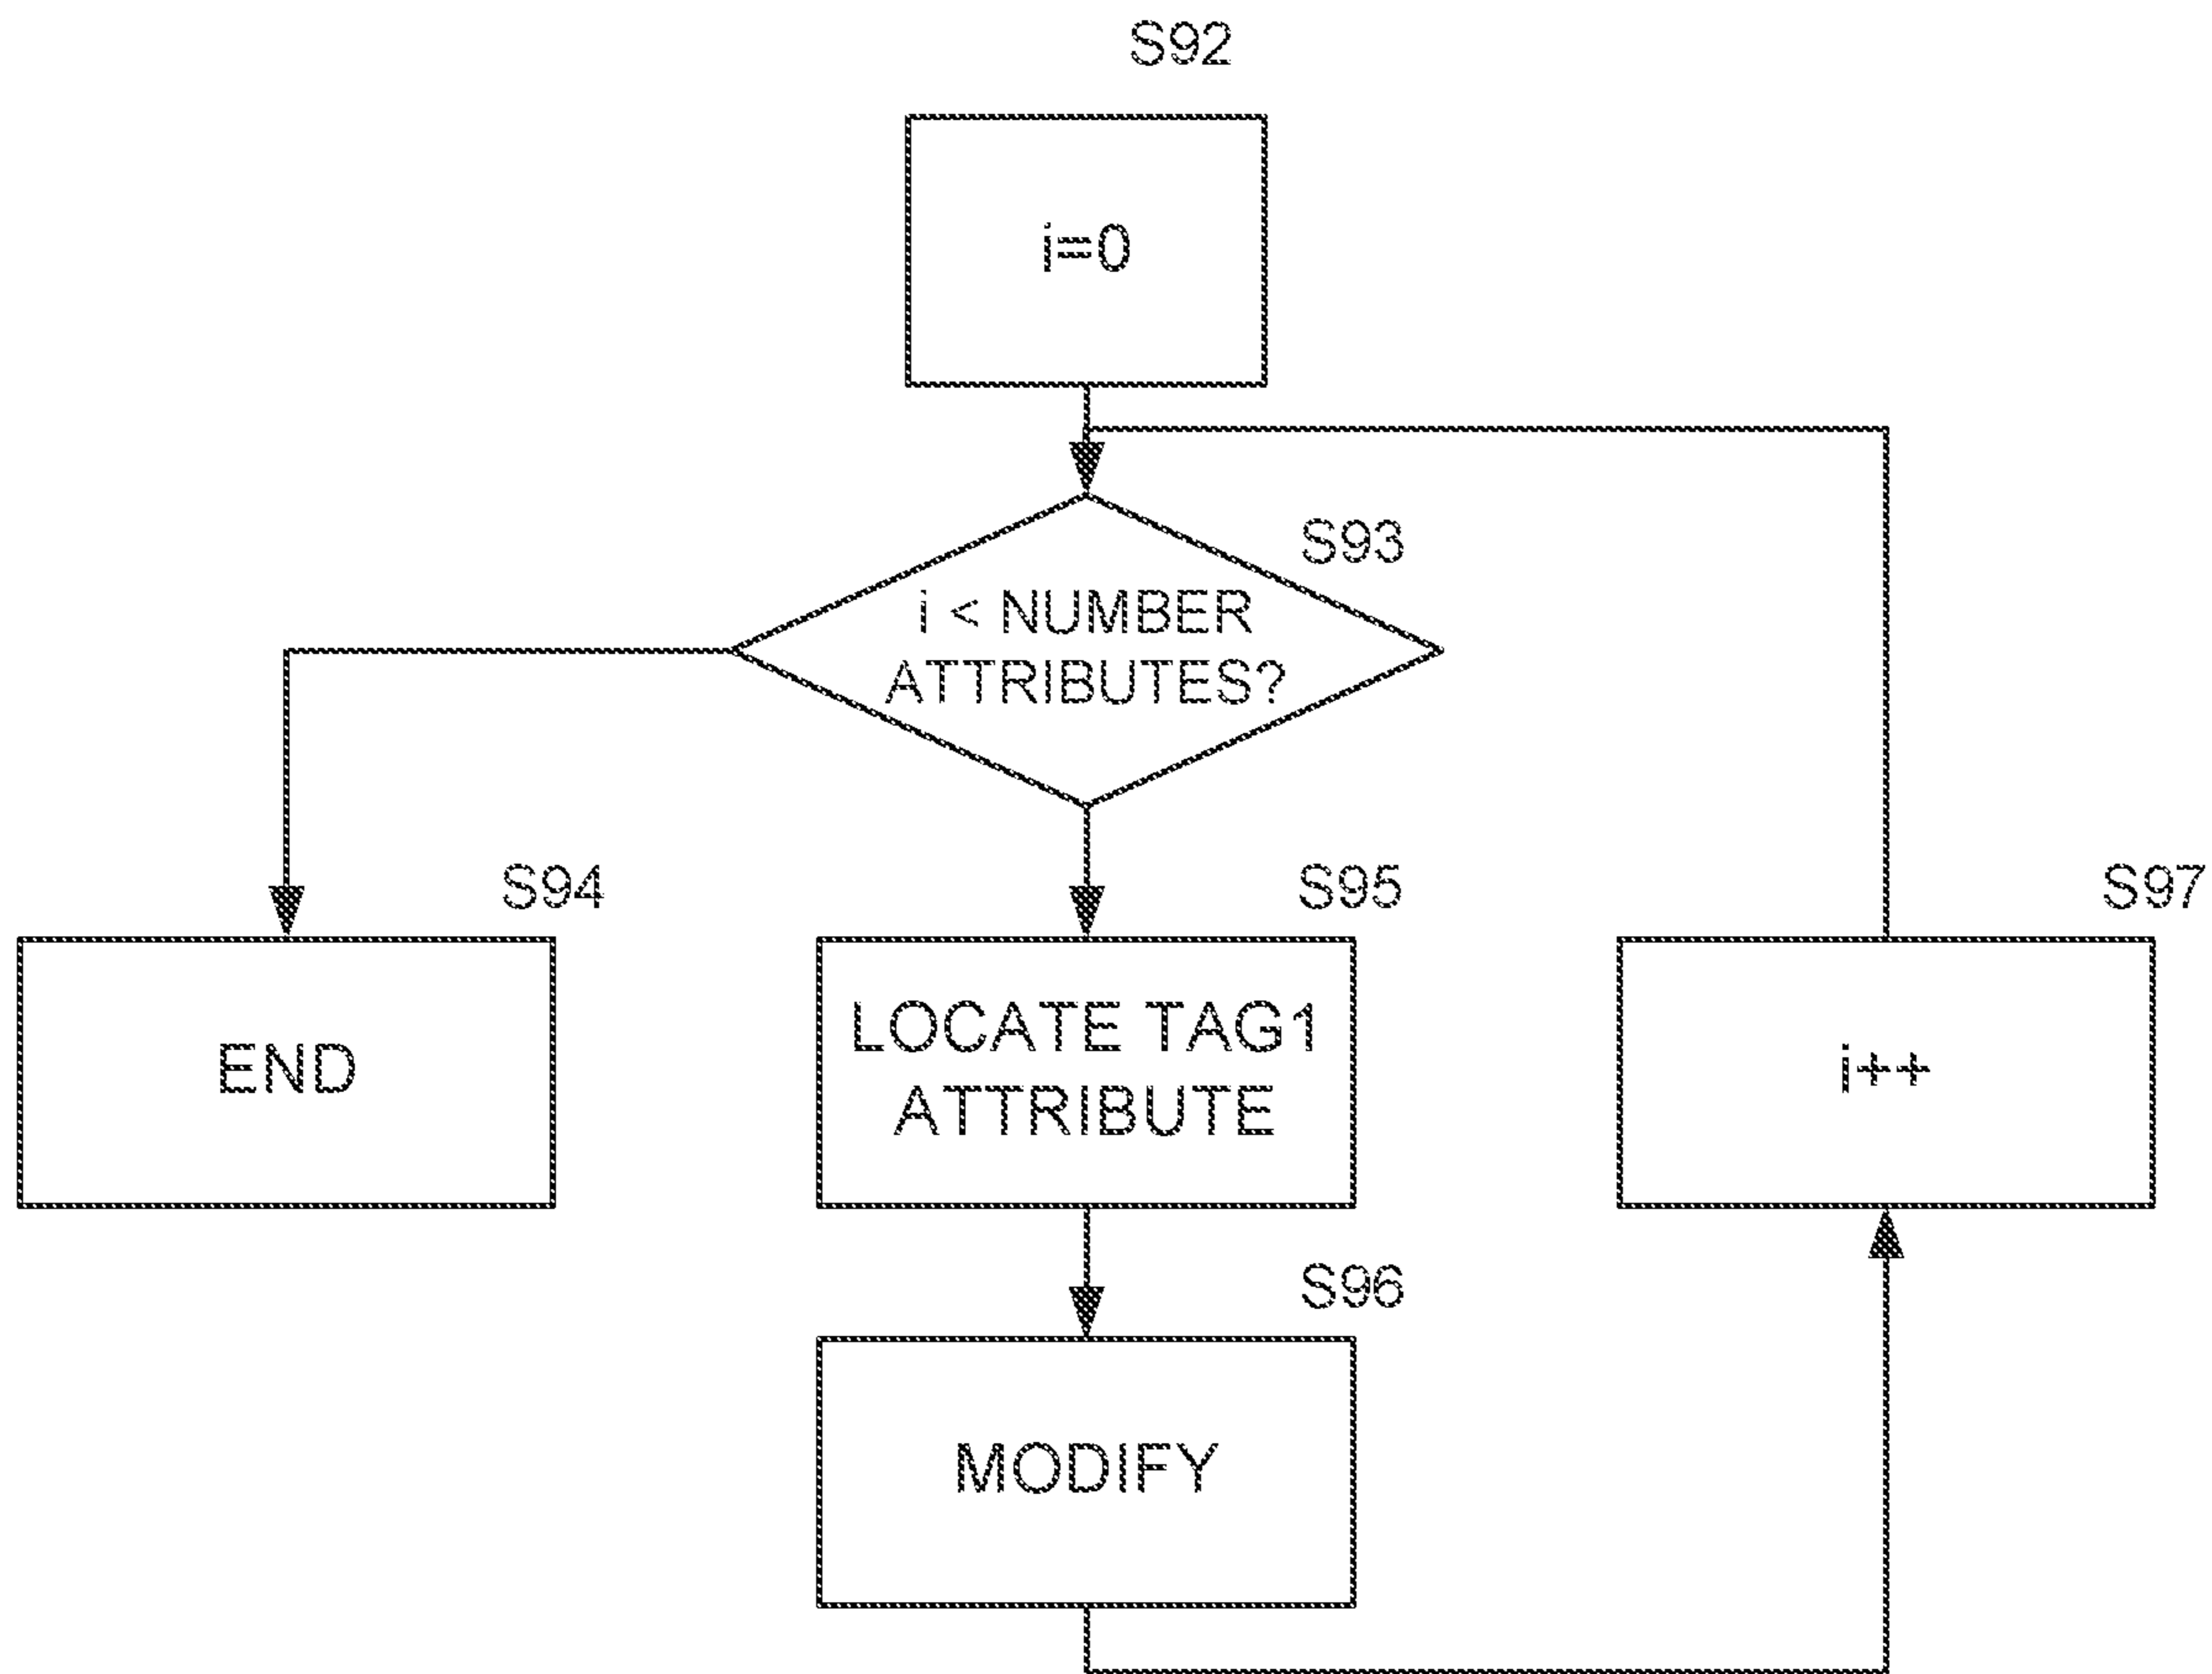 S92
i=0
S93
i < NUMBER
ATTRIBUTES?
S94
END
S95
LOCATE TAG1
ATTRIBUTE
S97
i++
S96
MODIFY